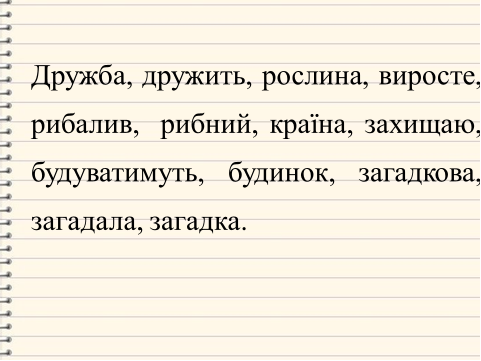 Дружба, дружить, рослина, виросте,
рибалив, рибний, країна, захищаю,
будуватимуть, будинок, загадкова,
загадала, загадка.